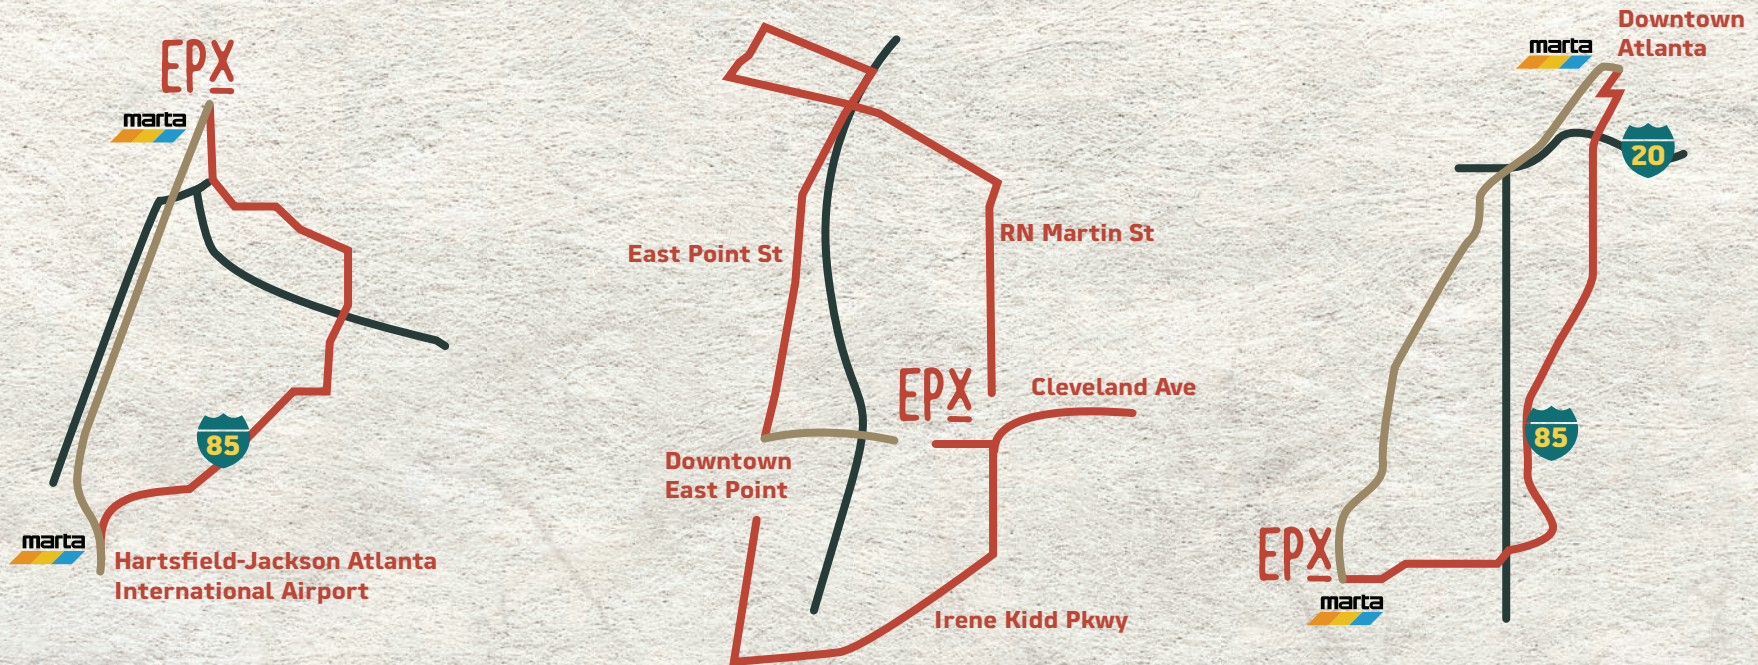 EPX
marta
85
marta
Hartsfield-Jackson Atlanta
International Airport
East Point St
RN Martin St
EPX
Cleveland Ave
Downtown
East Point
Irene Kidd Pkwy
Downtown
Atlanta
marta
20
85
EPX
marta